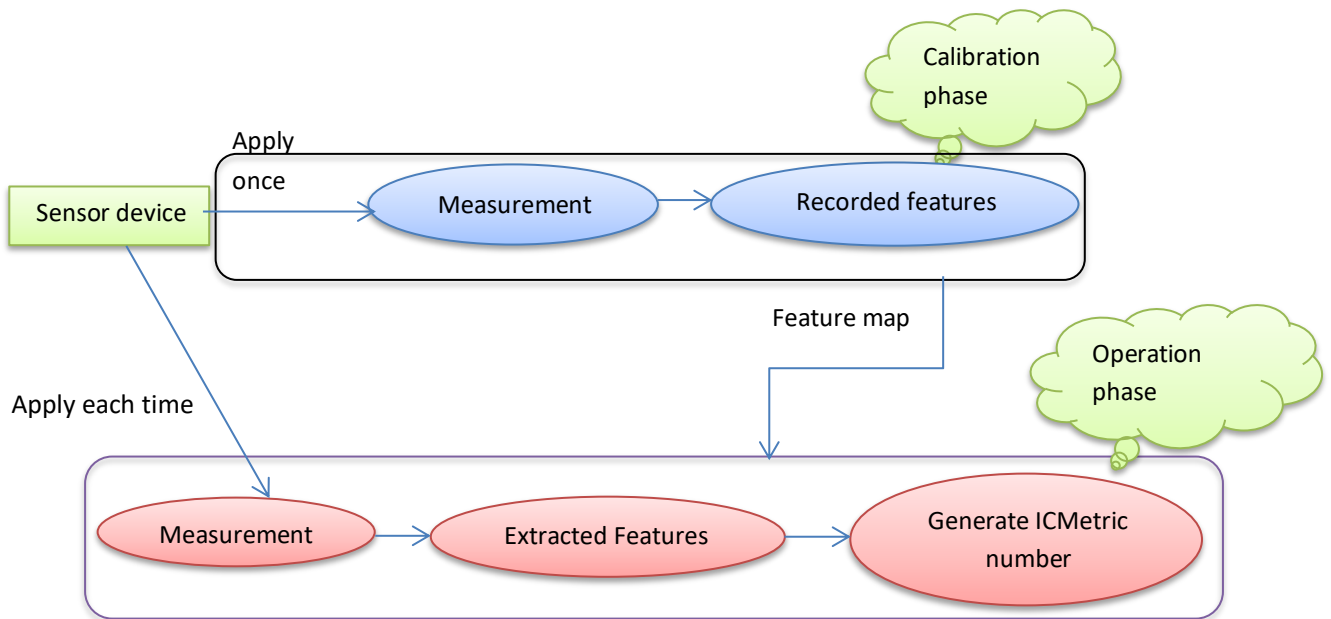 Calibration
phase
Apply
once
Sensor device
Measurement
Recorded features
Feature map
Operation
phase
Apply each time
Measurement
Extracted Features
Generate ICMetric
number